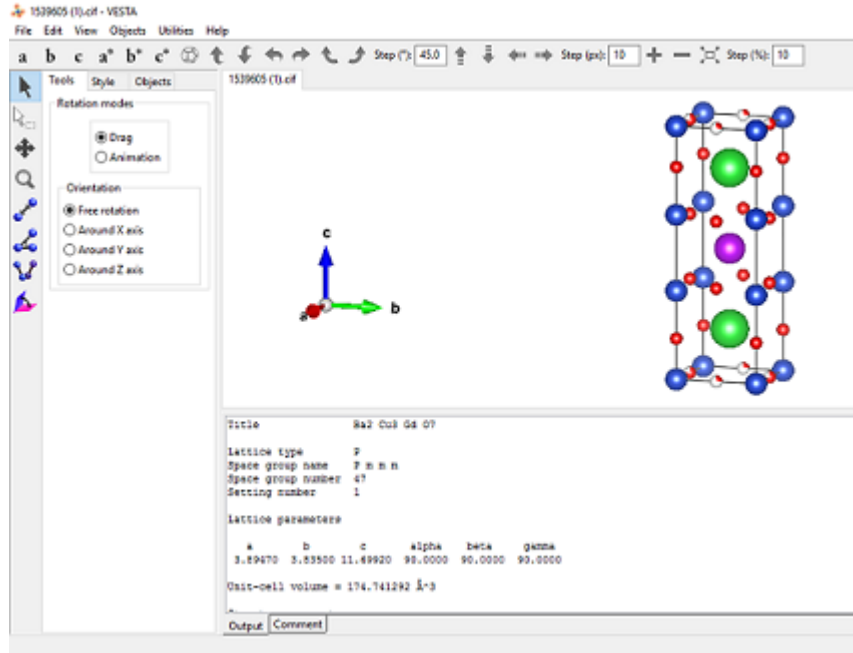 1539605 (1).cif - VESTA
File Edit View Objects Utilities Help
a b c a* b* c* Step (°): 45.0 Step (px): 10 Step (%): 10
Tools Style Objects
1539605 (1).cif
Rotation modes
Drag
Animation
Orientation
Free rotation
Around X axis
Around Y axis
Around Z axis
c
a b
Title Ba2 Cu3 Gd O7
Lattice type P
Space group name P m m m
Space group number 47
Setting number 1
Lattice parameters
a b c alpha beta gamma
3.89470 3.83500 11.69920 90.0000 90.0000 90.0000
Unit-cell volume = 174.741292 Å^3
Output Comment